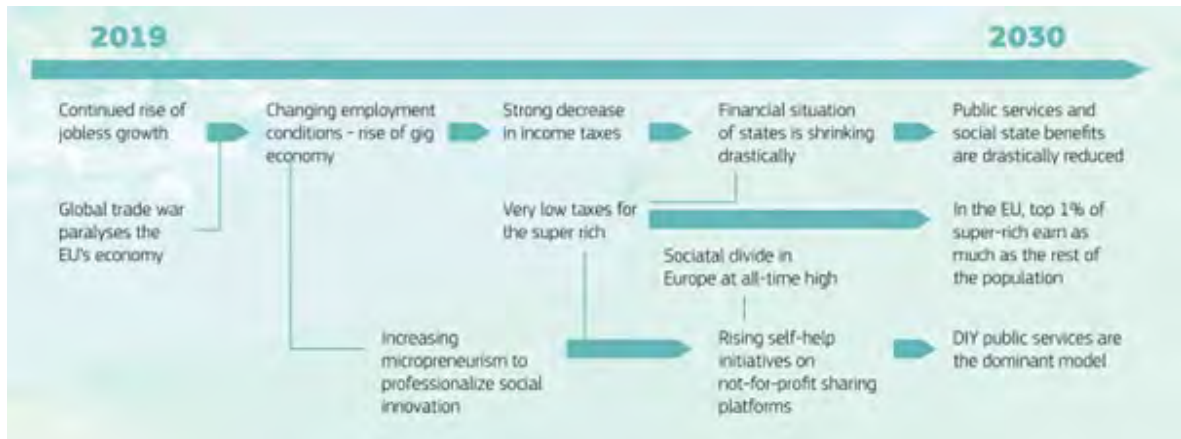 2019
2030
Continued rise of
jobless growth
Changing employment
conditions – rise of gig
economy
Strong decrease
in income taxes
Financial situation
of states is shrinking
drastically
Public services and
social state benefits
are drastically reduced
Global trade war
paralyses the
EU's economy
Very low taxes for
the super rich
In the EU, top 1% of
super-rich earn as
much as the rest of
the population
Sociatal divide in
Europe at all-time high
Increasing
micropreneurism to
professionalize social
innovation
Rising self-help
initiatives on
not-for-profit sharing
platforms
DIY public services are
the dominant model